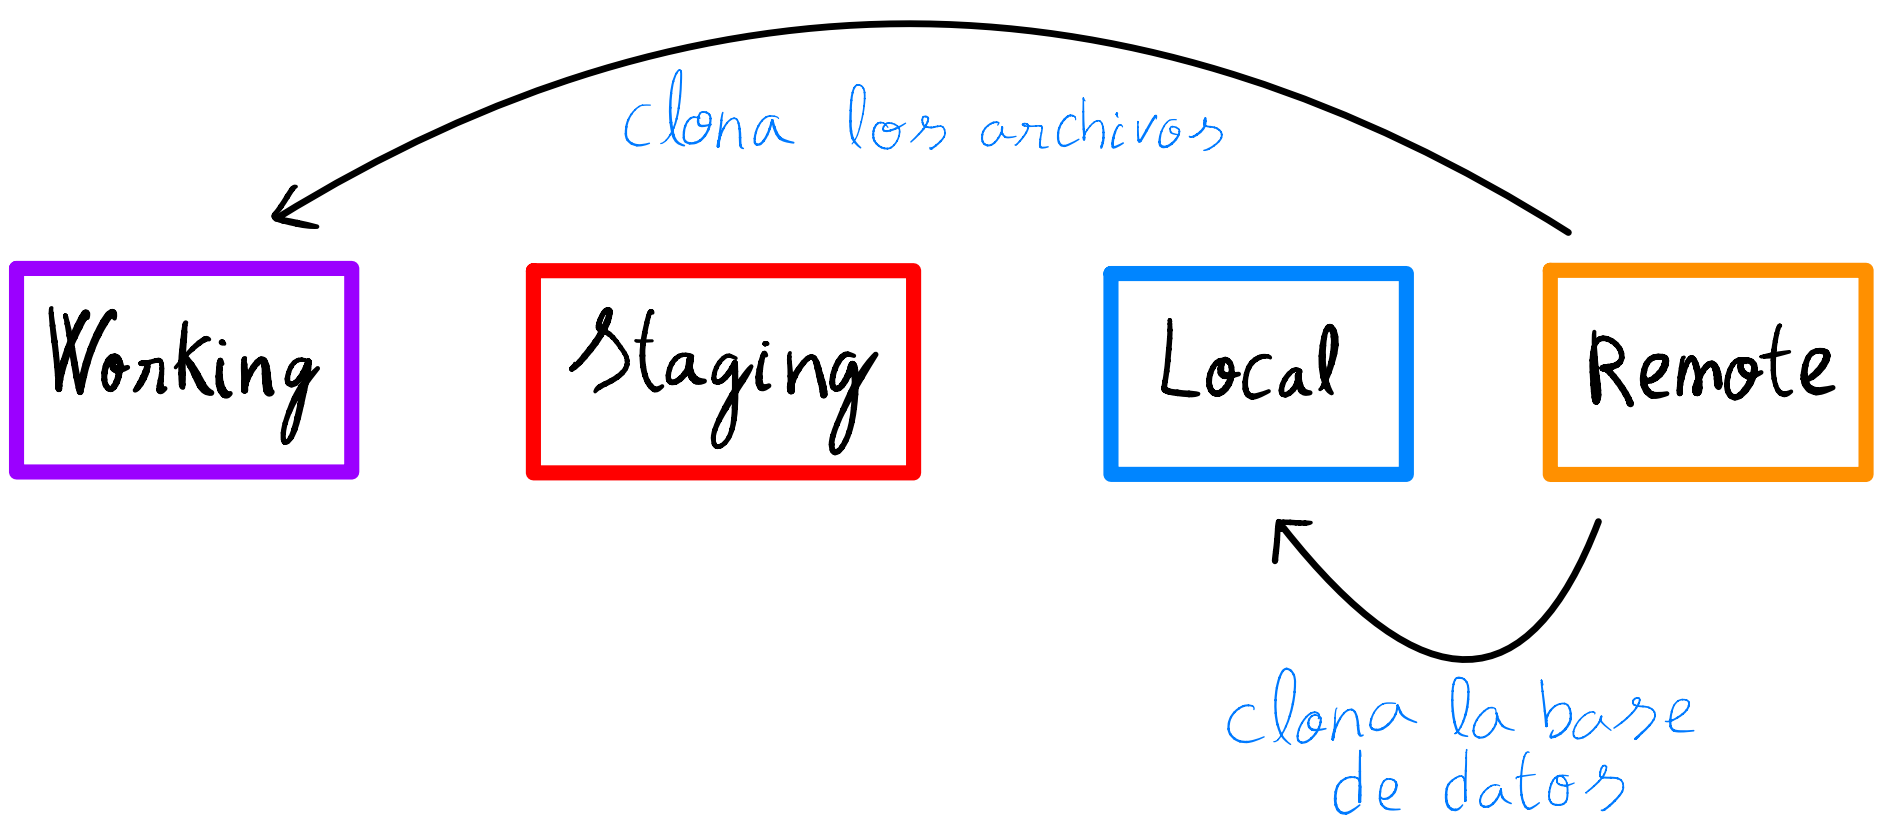 clona los archivos
Working
Staging
Local
Remote
clona la base
de datos